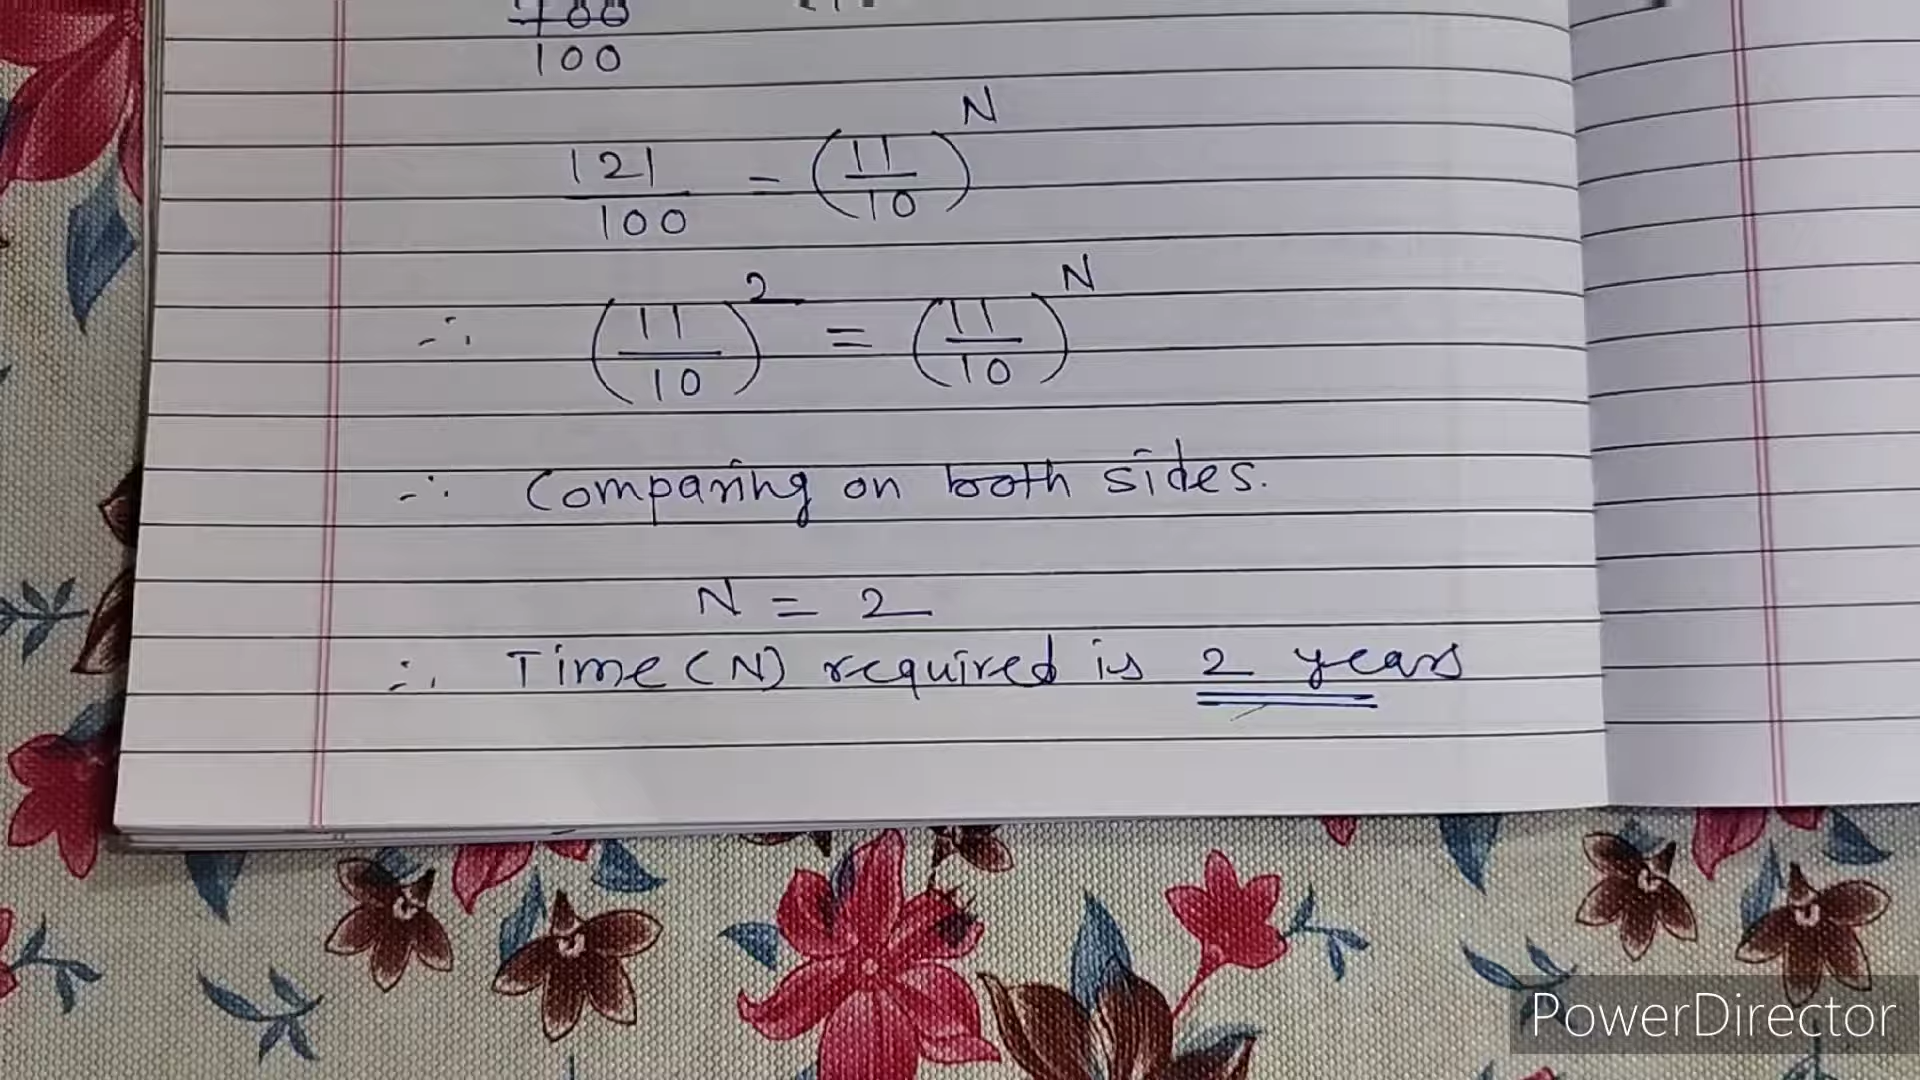 100
121/100 = (11/10)^N
∴ (11/10)^2 = (11/10)^N
∴ Comparing on both sides.
N = 2
∴ Time (N) required is 2 years
PowerDirector